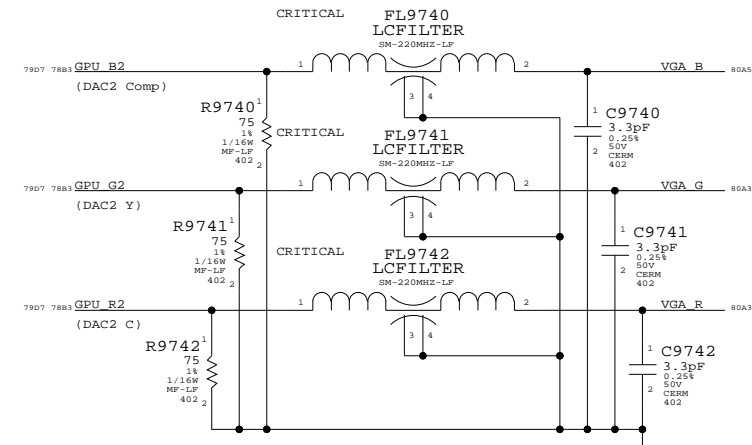 CRITICAL
FL9740
LCFILTER
SM-220MHZ-LF
79D7 78B3 GPU_B2
1
2
VGA_B
80A5
(DAC2 Comp)
3 4
R9740
1
75
1%
1/16W
MF-LF
402
2
1
C9740
3.3pF
0.25%
50V
CERM
402
2
CRITICAL
FL9741
LCFILTER
SM-220MHZ-LF
79D7 78B3 GPU_G2
1
2
VGA_G
80A3
(DAC2 Y)
3 4
R9741
1
75
1%
1/16W
MF-LF
402
2
1
C9741
3.3pF
0.25%
50V
CERM
402
2
CRITICAL
FL9742
LCFILTER
SM-220MHZ-LF
79D7 78B3 GPU_R2
1
2
VGA_R
80A3
(DAC2 C)
3 4
R9742
1
75
1%
1/16W
MF-LF
402
2
1
C9742
3.3pF
0.25%
50V
CERM
402
2